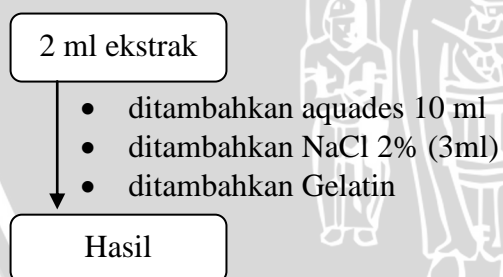 2 ml ekstrak
• ditambahkan aquades 10 ml
• ditambahkan NaCl 2% (3ml)
• ditambahkan Gelatin
Hasil